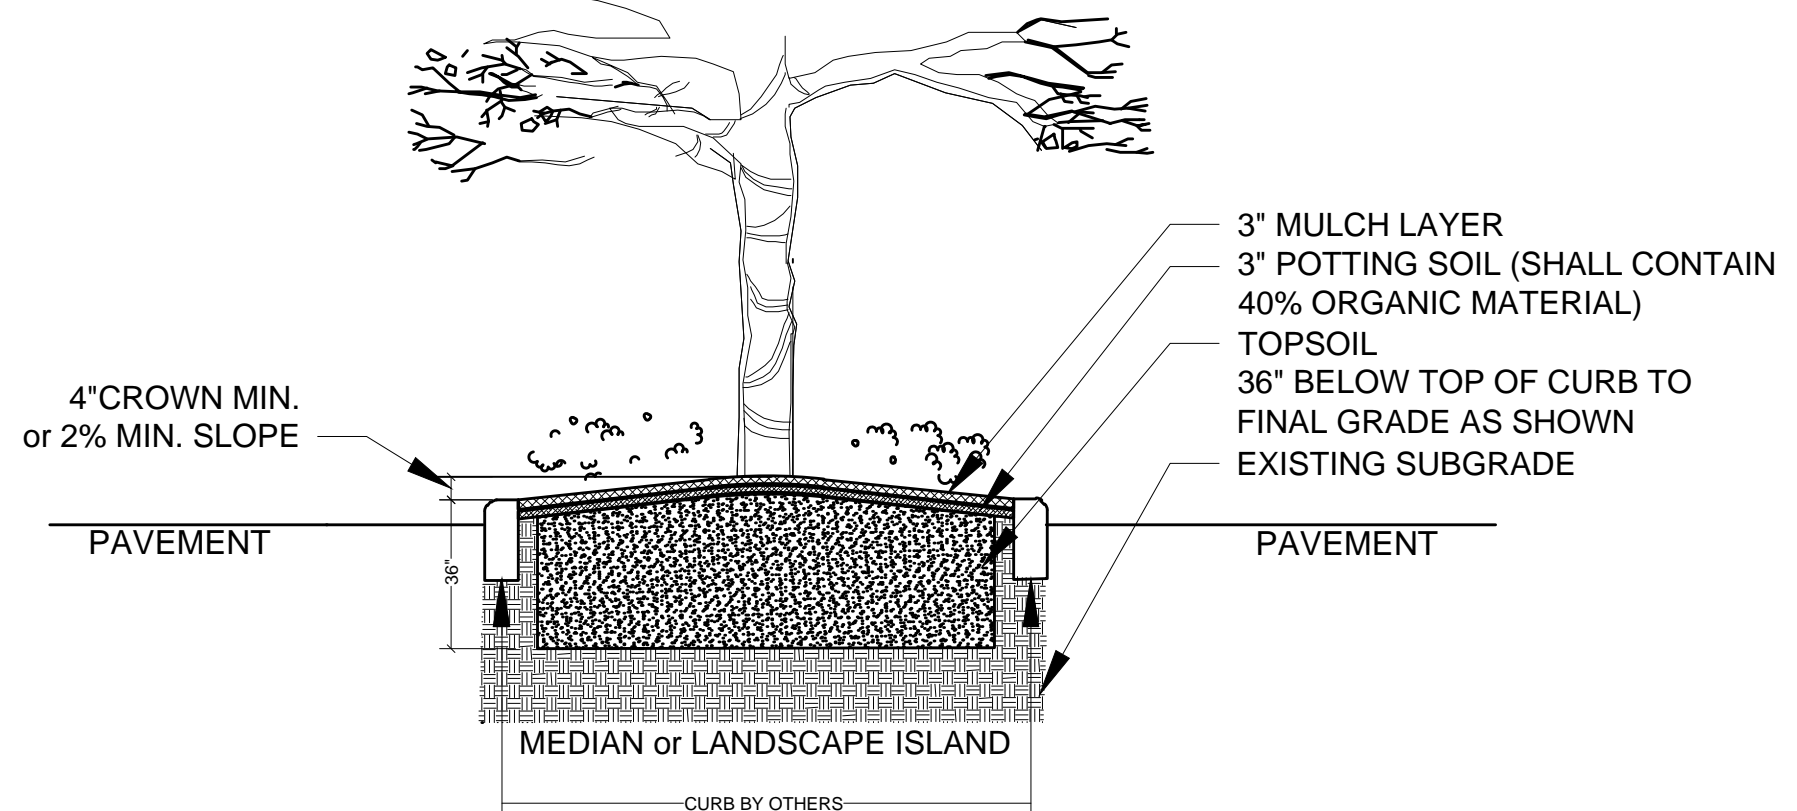 3" MULCH LAYER
3" POTTING SOIL (SHALL CONTAIN
40% ORGANIC MATERIAL)
TOPSOIL
36" BELOW TOP OF CURB TO
FINAL GRADE AS SHOWN
EXISTING SUBGRADE
4"CROWN MIN.
or 2% MIN. SLOPE
PAVEMENT
PAVEMENT
36"
MEDIAN or LANDSCAPE ISLAND
CURB BY OTHERS